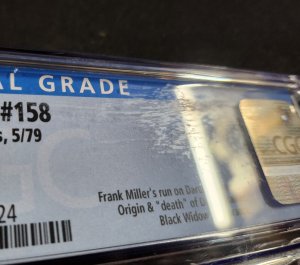 AL GRADE
#158
s, 5/79
Frank Miller's run on Dare
Origin & "death" of D
Black Widow
24
CGC